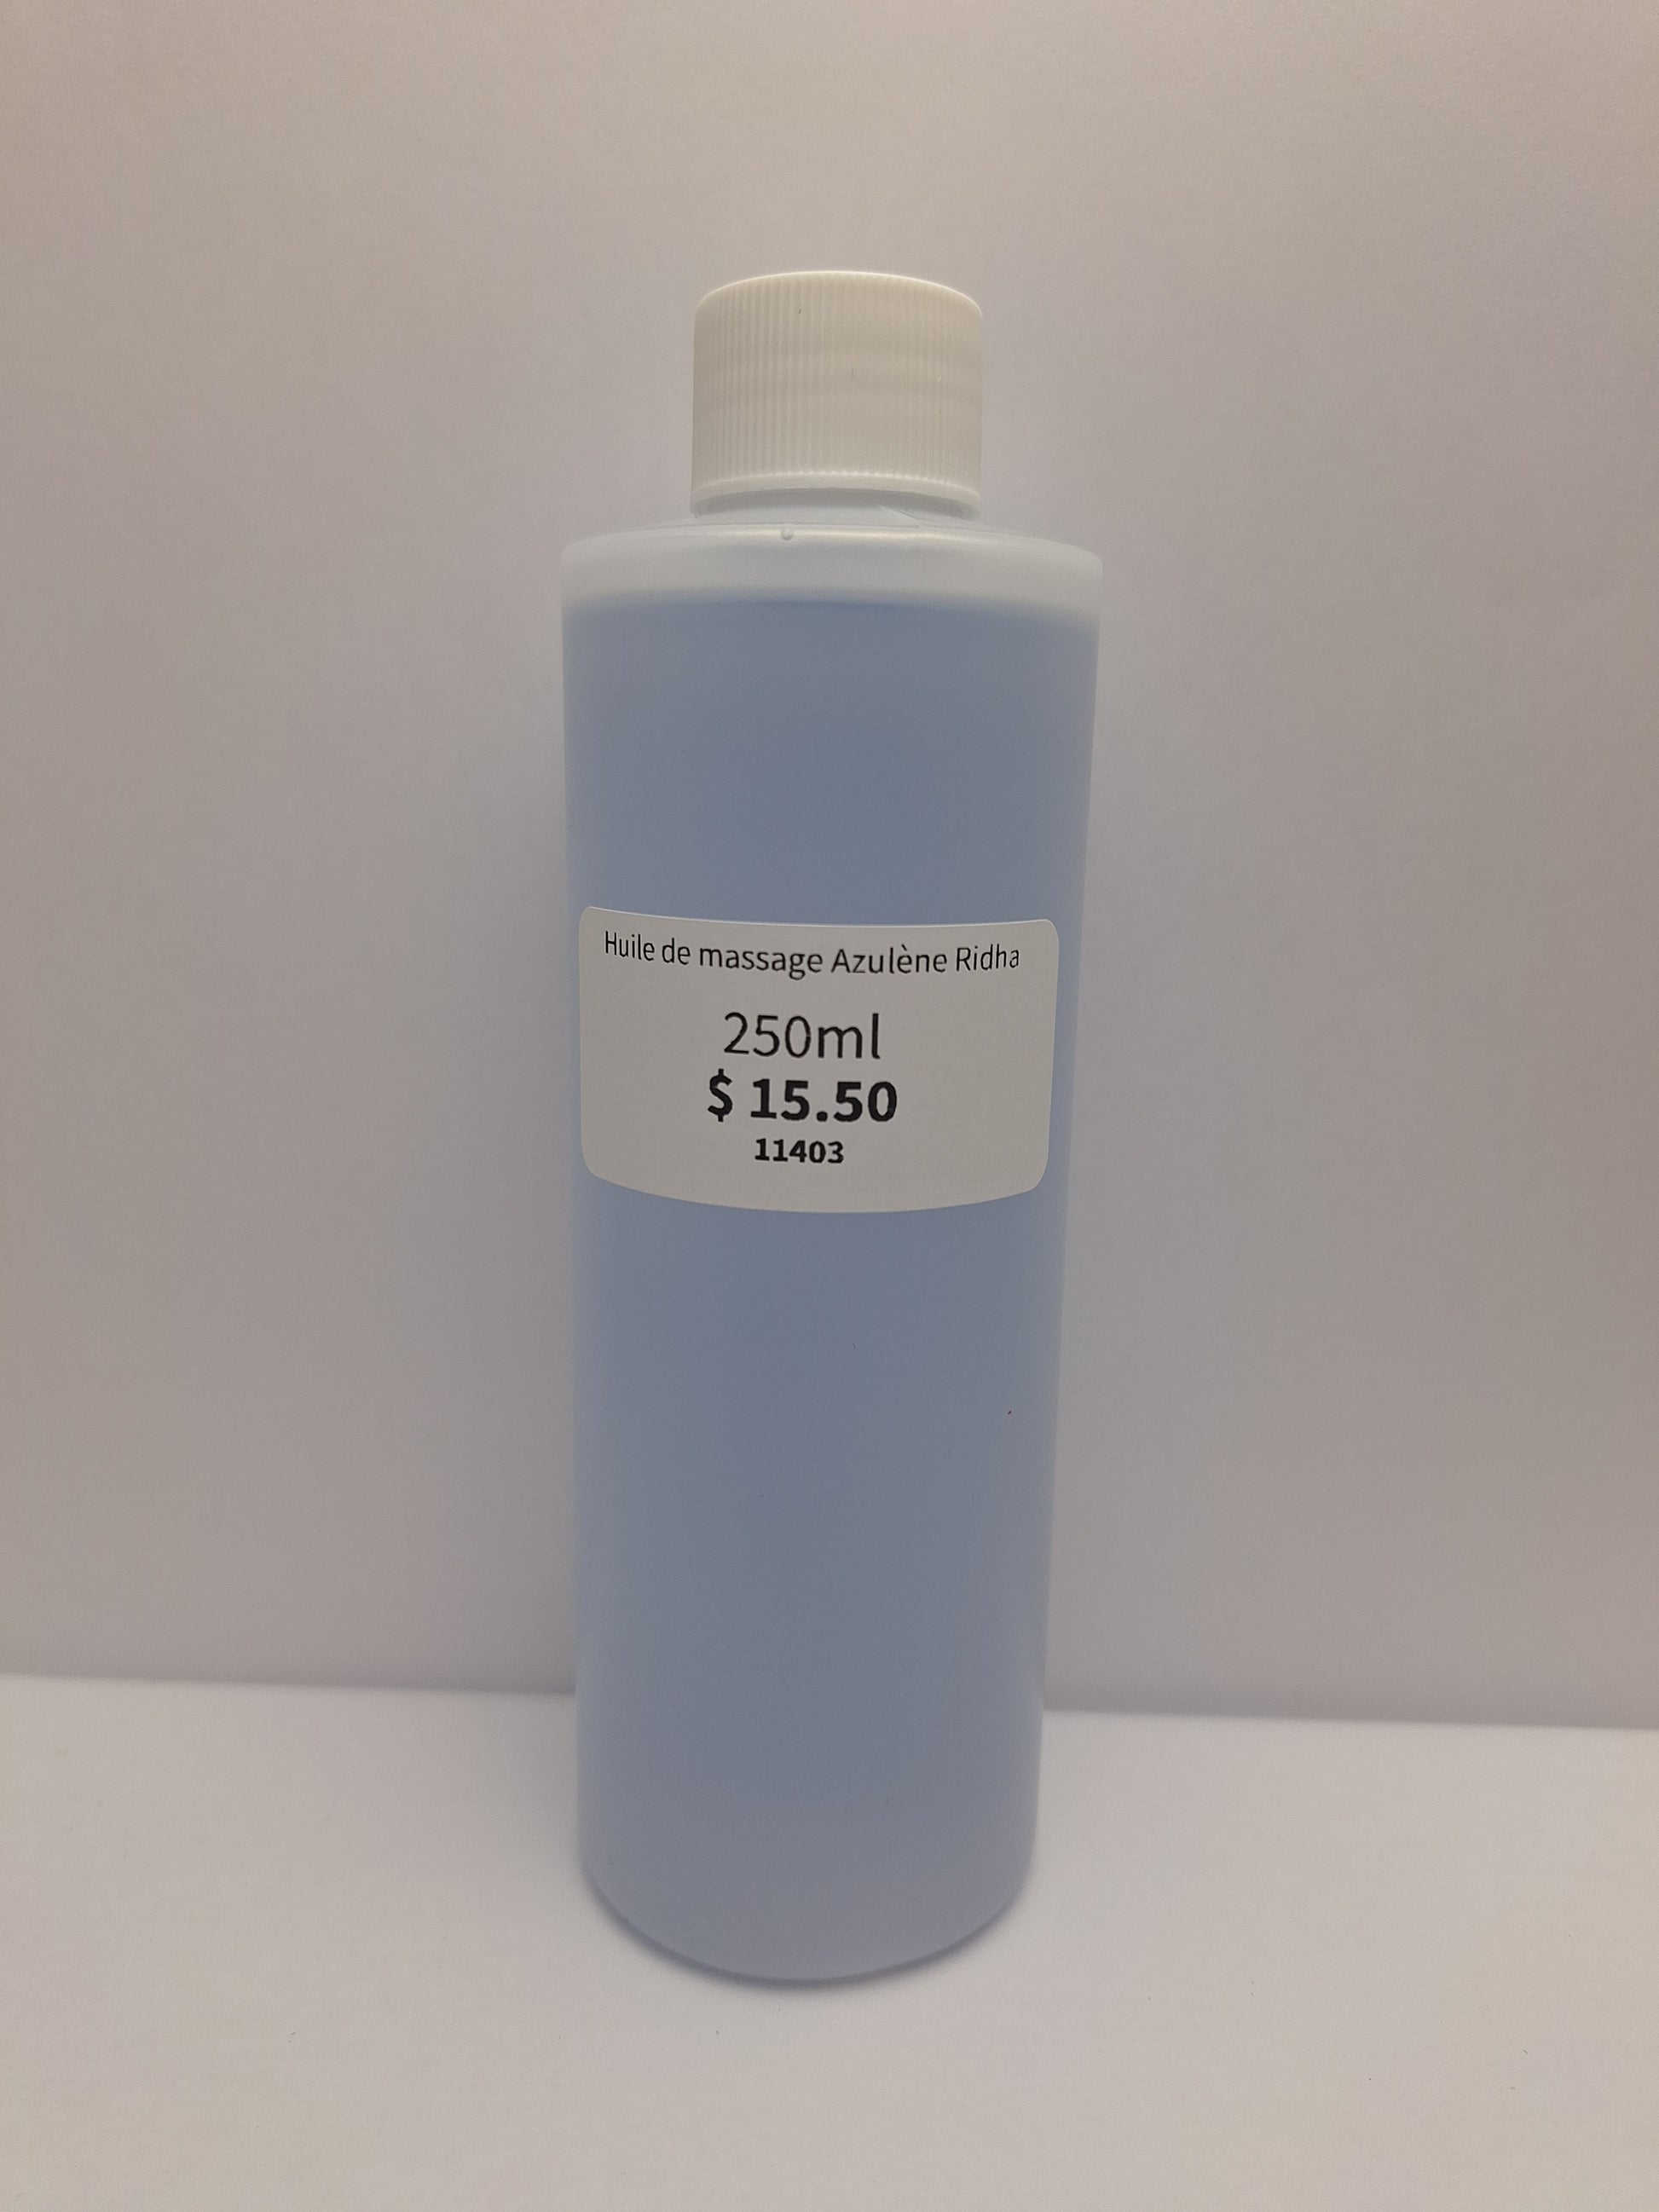 Huile de massage Azulène Ridha
250ml
$ 15.50
11403